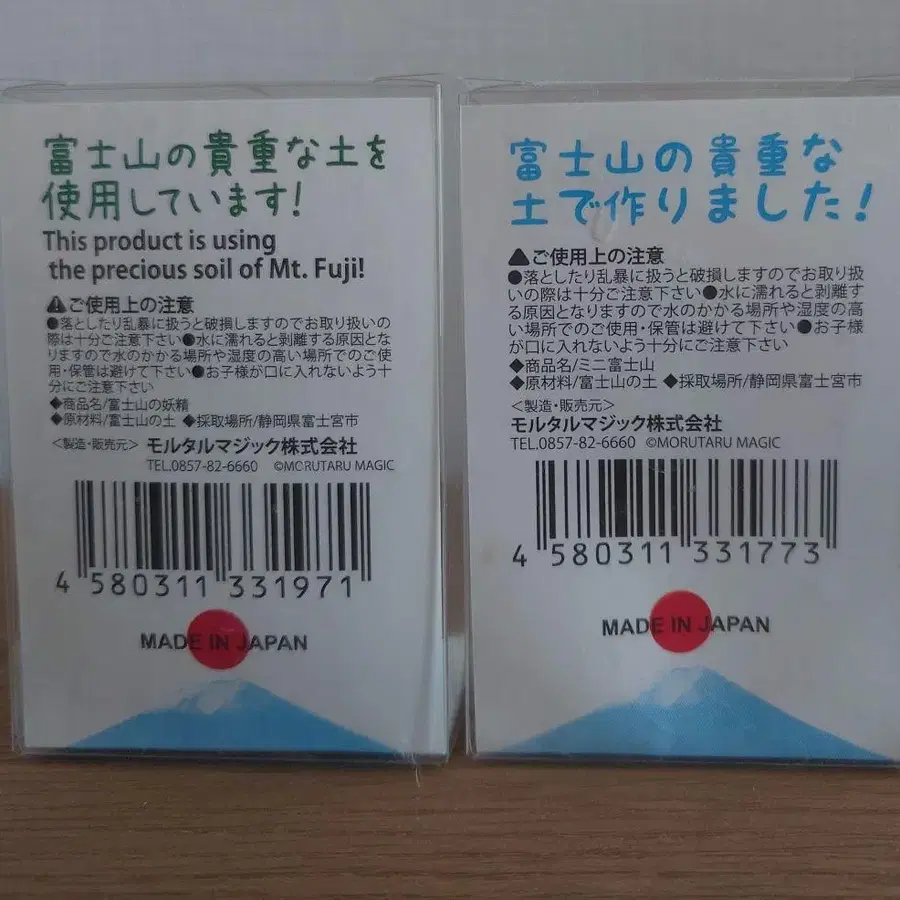 富士山の貴重な土を
使用しています!
This product is using
the precious soil of Mt. Fuji!
⚠ご使用上の注意
●落としたり乱暴に扱うと破損しますのでお取り扱いの
際は十分ご注意下さい●水に濡れると剥離する原因とな
りますので水のかかる場所や湿度の高い場所でのご使
用・保管は避けて下さい●お子様が口に入れないよう十
分にご注意下さい
◆商品名/富士山の妖精
◆原材料/富士山の土 ◆採取場所/静岡県富士宮市
<製造・販売元> モルタルマジック株式会社
TEL.0857-82-6660 ©MORUTARU MAGIC
4 580311 331971
MADE IN JAPAN
富士山の貴重な
土で作りました!
▲ご使用上の注意
●落としたり乱暴に扱うと破損しますのでお取り扱
いの際は十分ご注意下さい●水に濡れると剥離す
る原因となりますので水のかかる場所や湿度の高
い場所でのご使用・保管は避けて下さい●お子様
が口に入れないよう十分にご注意下さい
◆商品名/ミニ富士山
◆原材料/富士山の土 ◆採取場所/静岡県富士宮市
<製造・販売元>
モルタルマジック株式会社
TEL.0857-82-6660 ©MORUTARU MAGIC
4 580311 331773
MADE IN JAPAN